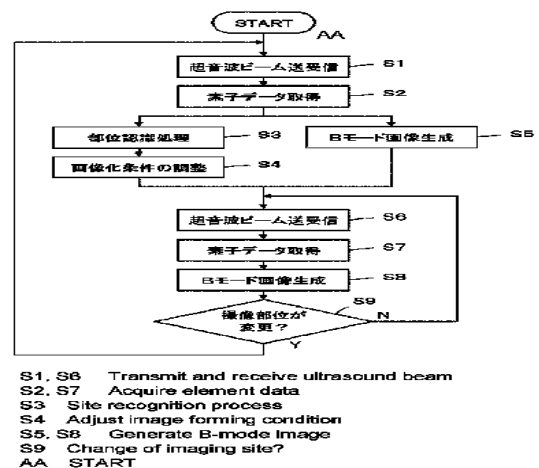 START
AA
超音波ビーム送受信 S1
素子データ取得 S2
部位認識処理 S3
Bモード画像生成 S5
画像化条件の調整 S4
超音波ビーム送受信 S6
素子データ取得 S7
Bモード画像生成 S8
S9
撮像部位が
変更?
N
Y
S1, S6 Transmit and receive ultrasound beam
S2, S7 Acquire element data
S3 Site recognition process
S4 Adjust image forming condition
S5, S8 Generate B-mode Image
S9 Change of imaging site?
AA START